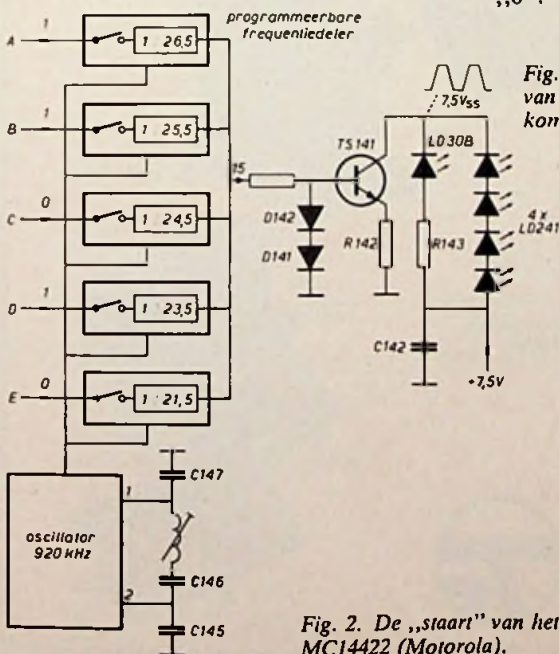 „o".
programmeerbare
frequentiedeler
A 1 1 : 26,5
B 1 1 : 25,5
C 0 1 : 24,5
D 1 1 : 23,5
E 0 1 : 21,5
15
TS141
D142
D141
R142
7,5Vss
LD30B
R143
4 x
LD241
C142
+7,5V
Fig.
van
kom
oscillator
920 KHz
1
2
C147
C146
C145
Fig. 2. De „staart" van het
MC14422 (Motorola).